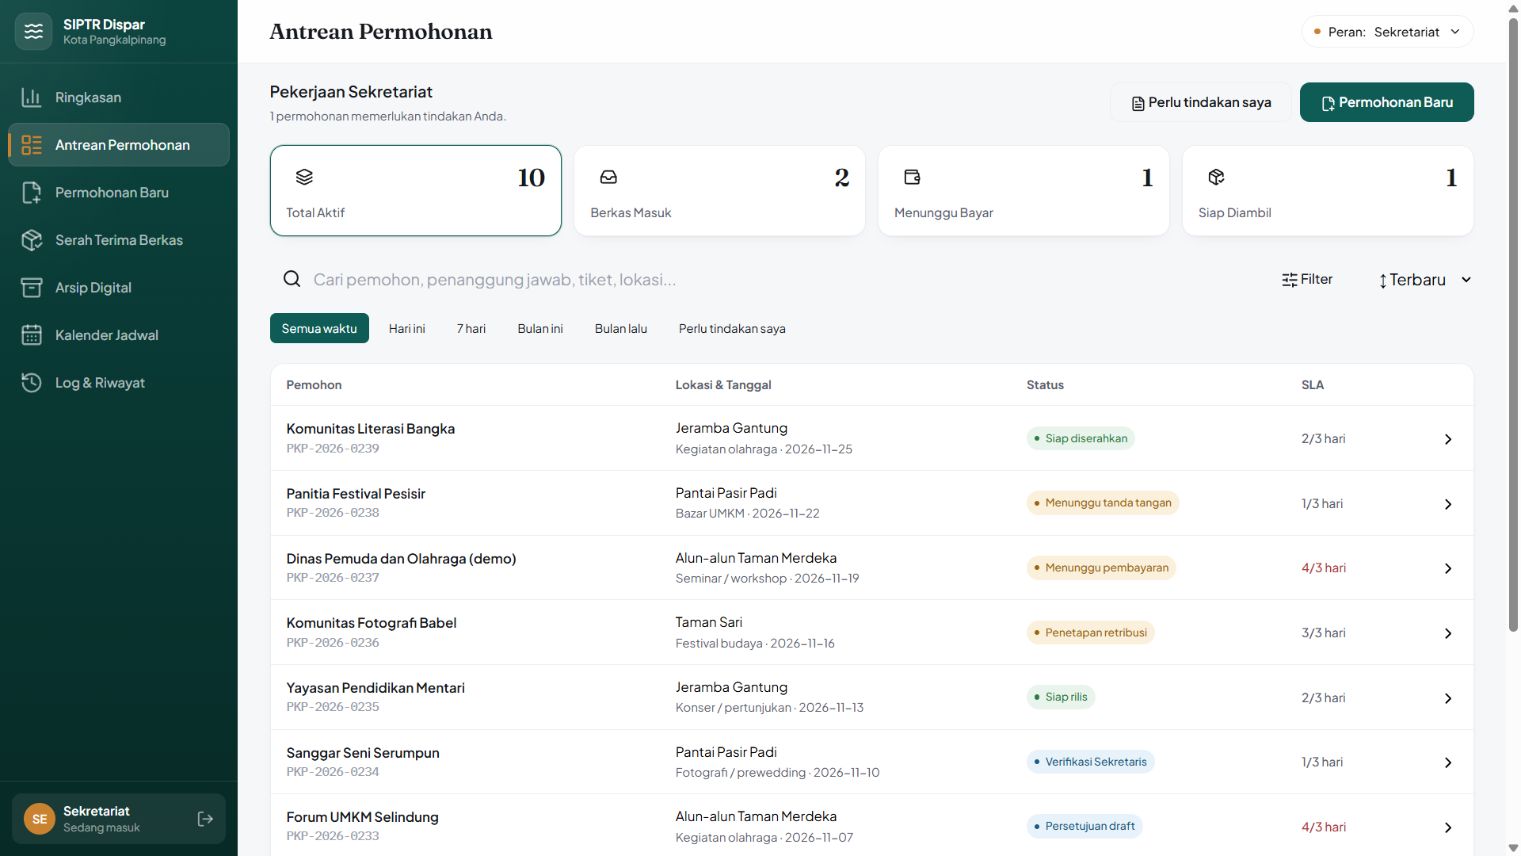 SIPTR Dispar
Kota Pangkalpinang
Ringkasan
Antrean Permohonan
Permohonan Baru
Serah Terima Berkas
Arsip Digital
Kalender Jadwal
Log & Riwayat
SE
Sekretariat
Sedang masuk
Antrean Permohonan
Peran: Sekretariat
Pekerjaan Sekretariat
1 permohonan memerlukan tindakan Anda.
Perlu tindakan saya
Permohonan Baru
10
Total Aktif
2
Berkas Masuk
1
Menunggu Bayar
1
Siap Diambil
Cari pemohon, penanggung jawab, tiket, lokasi...
Filter
Terbaru
Semua waktu Hari ini 7 hari Bulan ini Bulan lalu Perlu tindakan saya
Pemohon Lokasi & Tanggal Status SLA
Komunitas Literasi Bangka
PKP-2026-0239
Jeramba Gantung
Kegiatan olahraga · 2026-11-25
Siap diserahkan
2/3 hari
Panitia Festival Pesisir
PKP-2026-0238
Pantai Pasir Padi
Bazar UMKM · 2026-11-22
Menunggu tanda tangan
1/3 hari
Dinas Pemuda dan Olahraga (demo)
PKP-2026-0237
Alun-alun Taman Merdeka
Seminar / workshop · 2026-11-19
Menunggu pembayaran
4/3 hari
Komunitas Fotografi Babel
PKP-2026-0236
Taman Sari
Festival budaya · 2026-11-16
Penetapan retribusi
3/3 hari
Yayasan Pendidikan Mentari
PKP-2026-0235
Jeramba Gantung
Konser / pertunjukan · 2026-11-13
Siap rilis
2/3 hari
Sanggar Seni Serumpun
PKP-2026-0234
Pantai Pasir Padi
Fotografi / prewedding · 2026-11-10
Verifikasi Sekretaris
1/3 hari
Forum UMKM Selindung
PKP-2026-0233
Alun-alun Taman Merdeka
Kegiatan olahraga · 2026-11-07
Persetujuan draft
4/3 hari